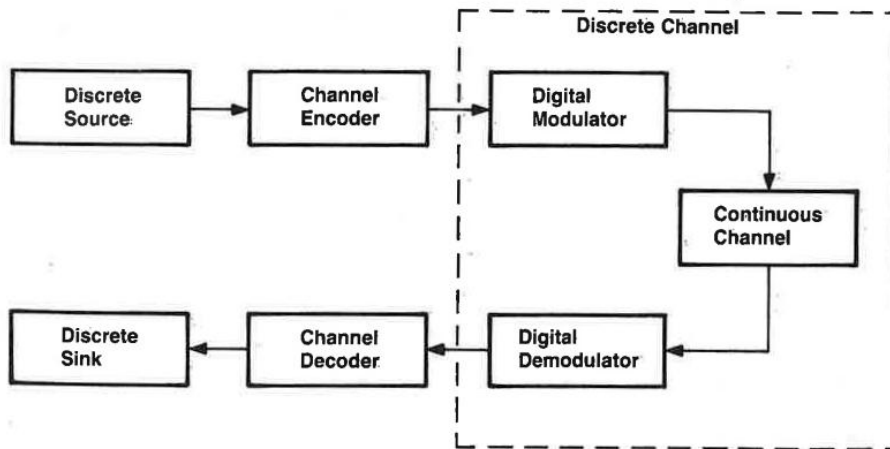 Discrete Channel
Discrete
Source
Channel
Encoder
Digital
Modulator
Continuous
Channel
Discrete
Sink
Channel
Decoder
Digital
Demodulator